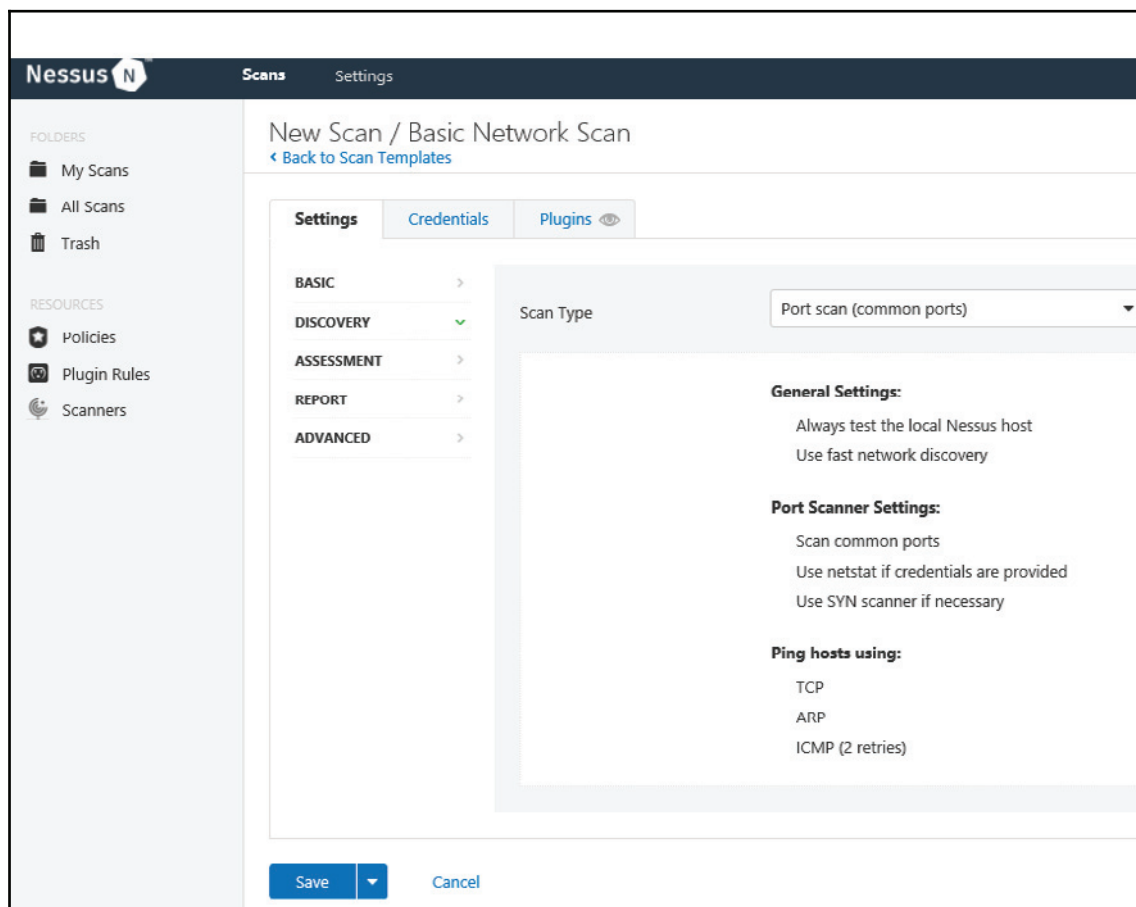 Nessus N
Scans Settings
FOLDERS
My Scans
All Scans
Trash
RESOURCES
Policies
Plugin Rules
Scanners
New Scan / Basic Network Scan
Back to Scan Templates
Settings Credentials Plugins
BASIC
DISCOVERY
ASSESSMENT
REPORT
ADVANCED
Scan Type Port scan (common ports)
General Settings:
Always test the local Nessus host
Use fast network discovery
Port Scanner Settings:
Scan common ports
Use netstat if credentials are provided
Use SYN scanner if necessary
Ping hosts using:
TCP
ARP
ICMP (2 retries)
Save Cancel